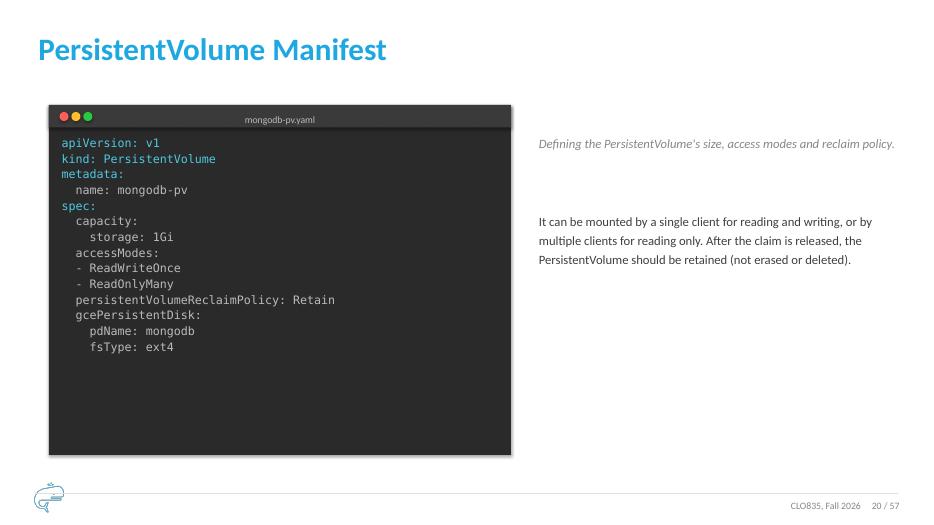 PersistentVolume Manifest
mongodb-pv.yaml
apiVersion: v1
kind: PersistentVolume
metadata:
  name: mongodb-pv
spec:
  capacity:
    storage: 1Gi
  accessModes:
  - ReadWriteOnce
  - ReadOnlyMany
  persistentVolumeReclaimPolicy: Retain
  gcePersistentDisk:
    pdName: mongodb
    fsType: ext4
Defining the PersistentVolume's size, access modes and reclaim policy.
It can be mounted by a single client for reading and writing, or by
multiple clients for reading only. After the claim is released, the
PersistentVolume should be retained (not erased or deleted).
CLO835, Fall 2026 20 / 57